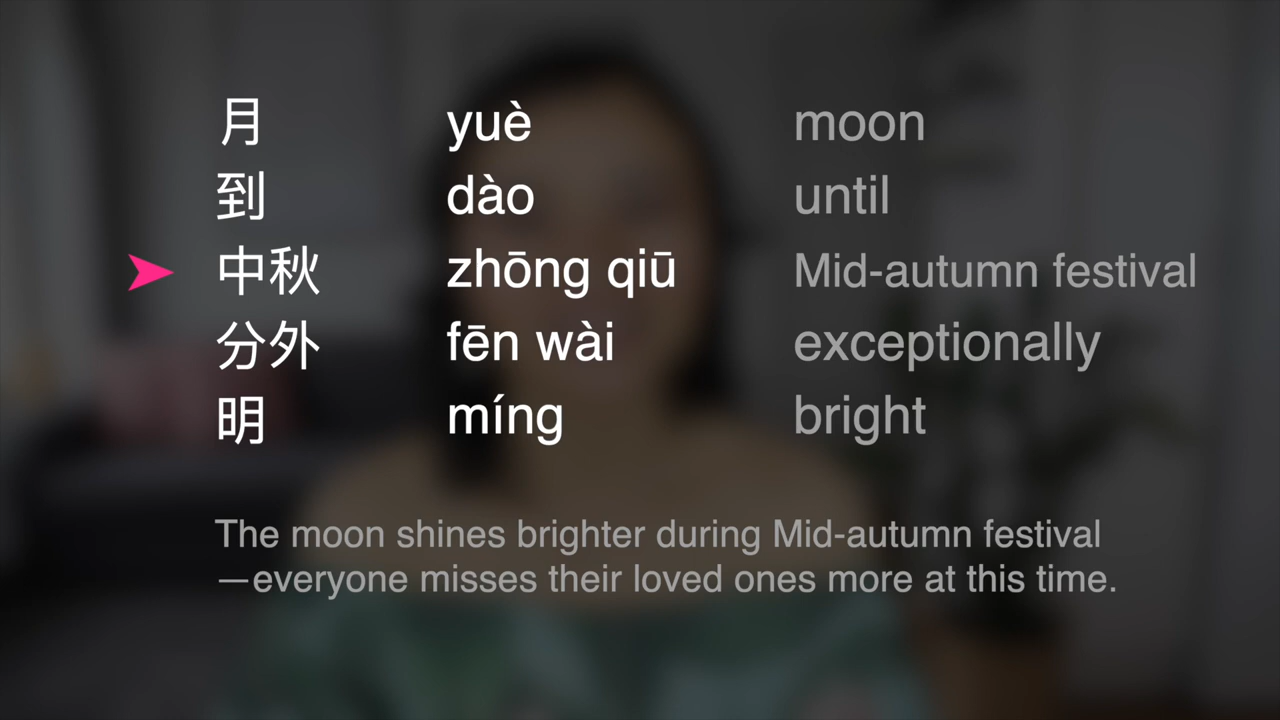 月 yuè moon
到 dào until
中秋 zhōng qiū Mid-autumn festival
分外 fēn wài exceptionally
明 míng bright
The moon shines brighter during Mid-autumn festival
—everyone misses their loved ones more at this time.